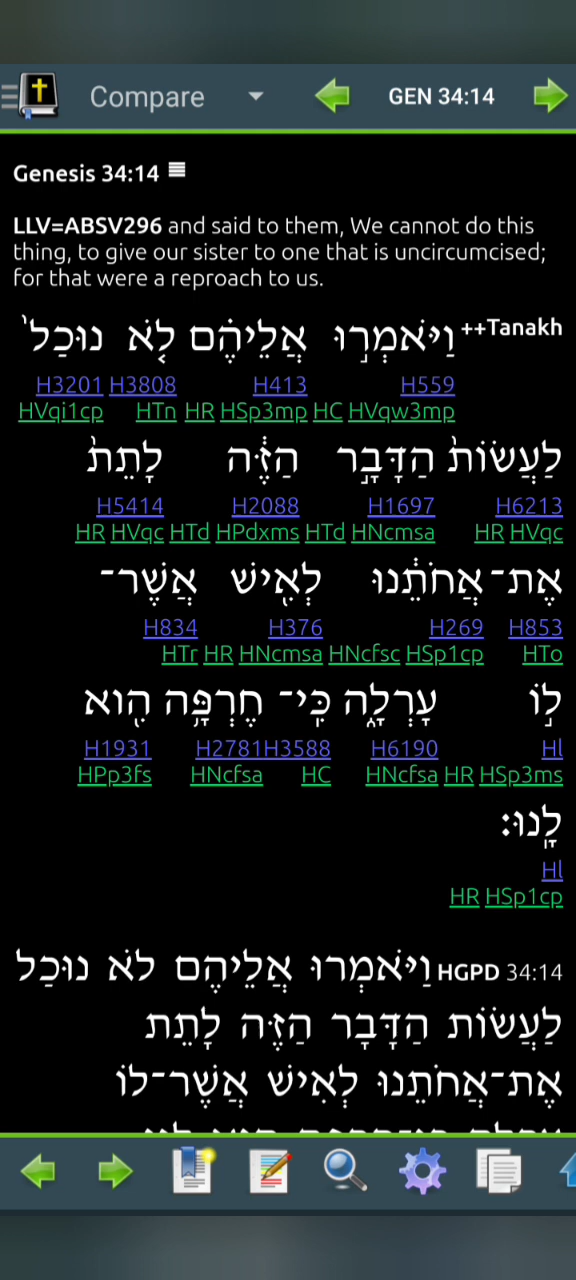 Compare GEN 34:14
Genesis 34:14
LLV=ABSV296 and said to them, We cannot do this
thing, to give our sister to one that is uncircumcised;
for that were a reproach to us.
++Tanakh וַיֹּאמְר֣וּ אֲלֵיהֶ֗ם לֹ֤א נוּכַל֙
H3201 H3808 H413 H559
HVqi1cp HTn HR HSp3mp HC HVqw3mp
לַעֲשׂוֹת֙ הַדָּבָ֣ר הַזֶּ֔ה לָתֵת֙
H5414 H2088 H1697 H6213
HR HVqc HTd HPdxms HTd HNcmsa HR HVqc
אֶת־ אֲחֹתֵ֔נוּ לְאִ֖ישׁ אֲשֶׁר־
H834 H376 H269 H853
HTr HR HNcmsa HNcfsc HSp1cp HTo
ל֣וֹ עָרְלָ֑ה כִּֽי־ חֶרְפָּ֥ה הִ֖וא
H1931 H2781H3588 H6190 Hl
HPp3fs HNcfsa HC HNcfsa HR HSp3ms
לָֽנוּ׃
Hl
HR HSp1cp
HGPD 34:14 וַיֹּאמְרוּ אֲלֵיהֶם לֹא נוּכַל
לַעֲשׂוֹת הַדָּבָר הַזֶּה לָתֵת
אֶת־אֲחֹתֵנוּ לְאִישׁ אֲשֶׁר־לוֹ